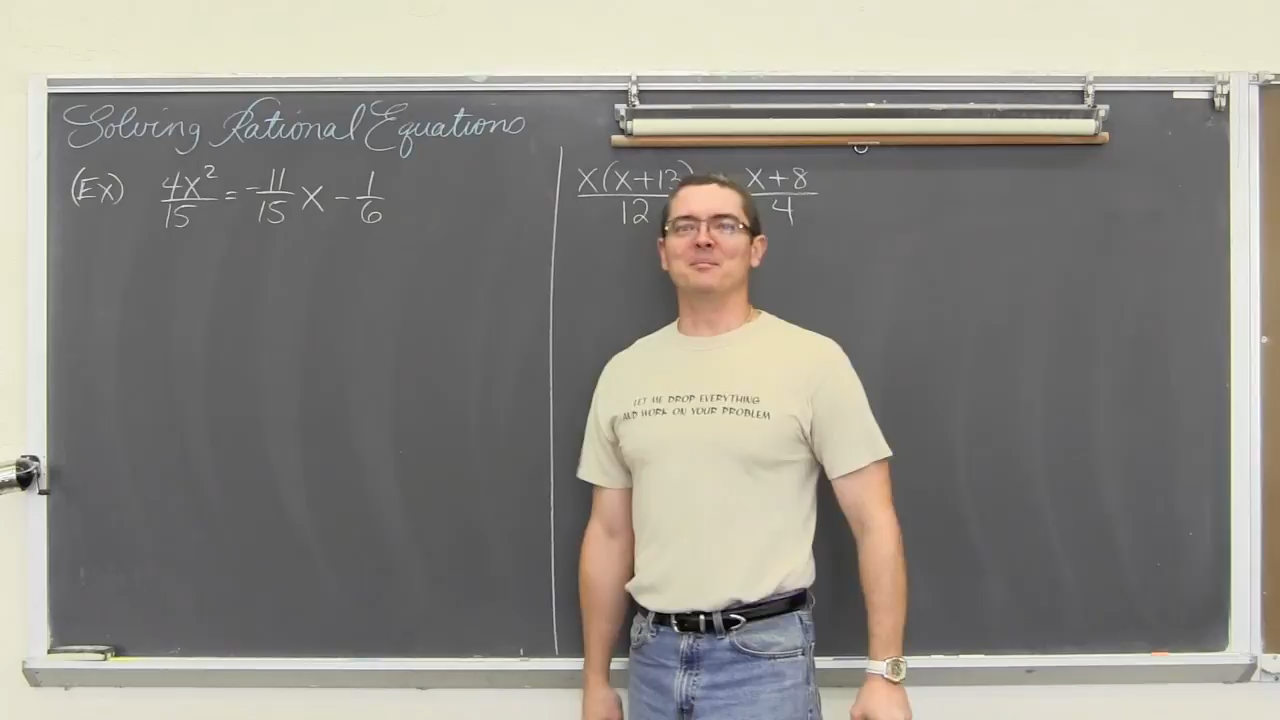 Solving Rational Equations
(Ex) 4x²/15 = -11/15 x - 1/6
x(x+13)/12 x+8/4
LET ME DROP EVERYTHING
AND WORK ON YOUR PROBLEM